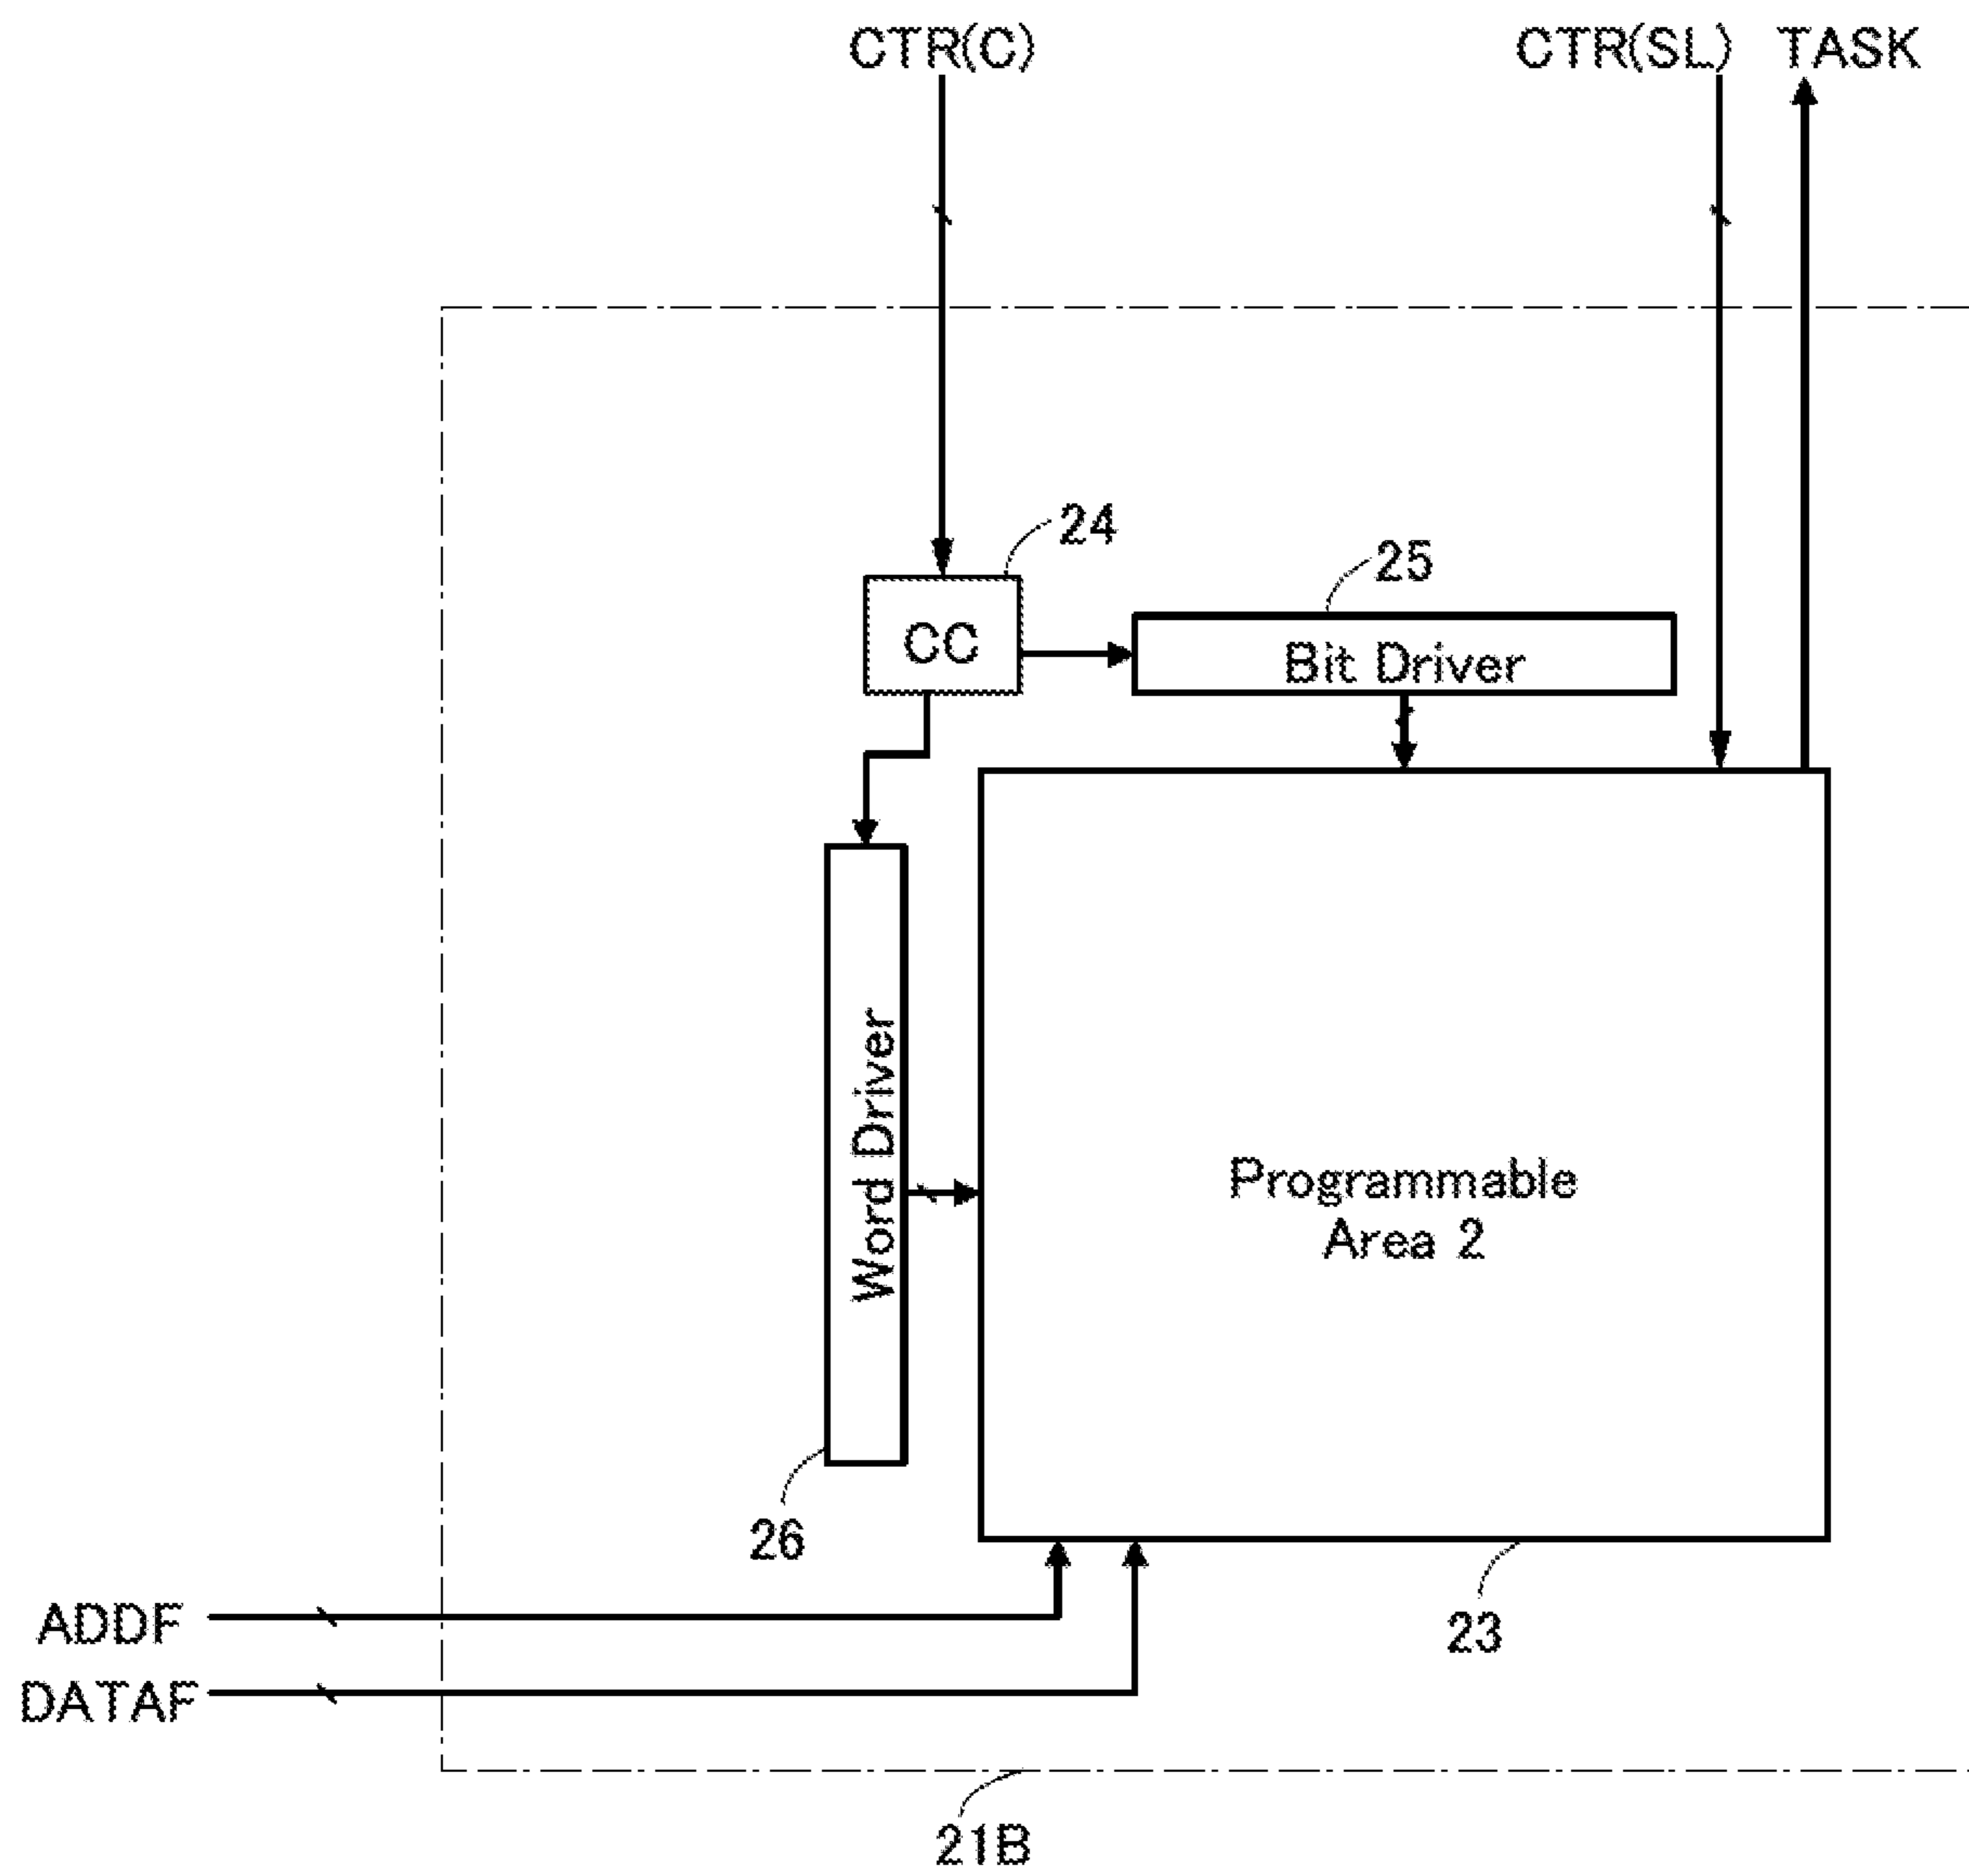 CTR(C)
CTR(SL)
TASK
24
25
CC
Bit Driver
Word Driver
Programmable
Area 2
26
23
ADDF
DATAF
21B